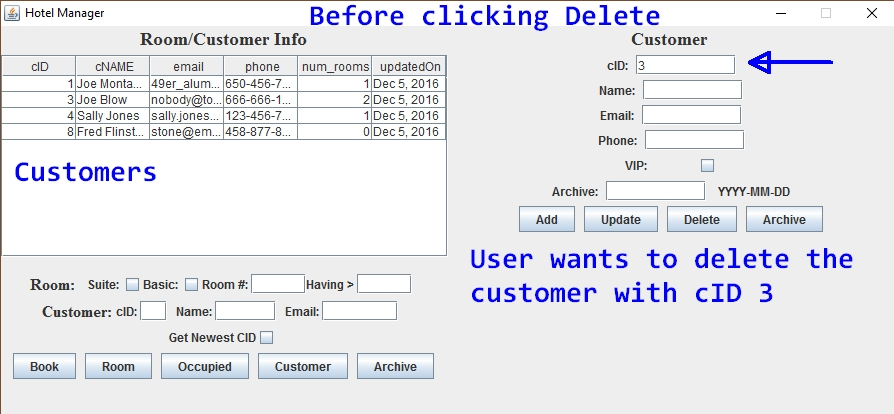 Hotel Manager
Before clicking Delete
Room/Customer Info
cID cNAME email phone num_rooms updatedOn
1 Joe Monta... 49er_alum... 650-456-7... 1 Dec 5, 2016
3 Joe Blow nobody@to... 666-666-1... 2 Dec 5, 2016
4 Sally Jones sally.jones... 123-456-7... 1 Dec 5, 2016
8 Fred Flinst... stone@em... 458-877-8... 0 Dec 5, 2016
Customers
Room: Suite: Basic: Room #: Having >
Customer: cID: Name: Email:
Get Newest CID
Book Room Occupied Customer Archive
Customer
cID: 3
Name:
Email:
Phone:
VIP:
Archive: YYYY-MM-DD
Add Update Delete Archive
User wants to delete the
customer with cID 3